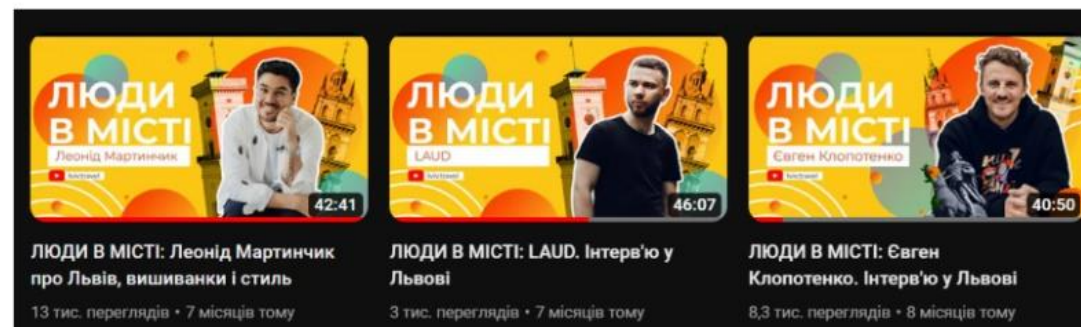 ЛЮДИ
В МІСТІ
Леонід Мартинчик
42:41
ЛЮДИ В МІСТІ: Леонід Мартинчик
про Львів, вишиванки і стиль
13 тис. переглядів • 7 місяців тому
ЛЮДИ
В МІСТІ
LAUD
46:07
ЛЮДИ В МІСТІ: LAUD. Інтерв'ю у
Львові
3 тис. переглядів • 7 місяців тому
ЛЮДИ
В МІСТІ
Євген Клопотенко
40:50
ЛЮДИ В МІСТІ: Євген
Клопотенко. Інтерв'ю у Львові
8,3 тис. переглядів • 8 місяців тому